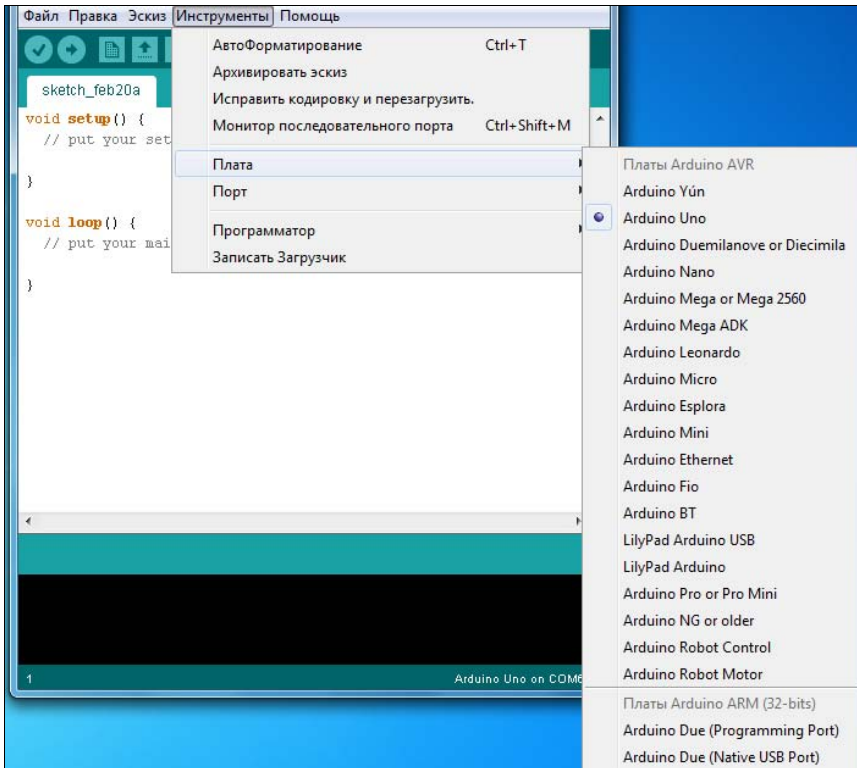 Файл Правка Эскиз Инструменты Помощь
sketch_feb20a
void setup() {
// put your set
}
void loop() {
// put your mai
}
АвтоФорматирование Ctrl+T
Архивировать эскиз
Исправить кодировку и перезагрузить.
Монитор последовательного порта Ctrl+Shift+M
Плата
Порт
Программатор
Записать Загрузчик
Платы Arduino AVR
Arduino Yún
Arduino Uno
Arduino Duemilanove or Diecimila
Arduino Nano
Arduino Mega or Mega 2560
Arduino Mega ADK
Arduino Leonardo
Arduino Micro
Arduino Esplora
Arduino Mini
Arduino Ethernet
Arduino Fio
Arduino BT
LilyPad Arduino USB
LilyPad Arduino
Arduino Pro or Pro Mini
Arduino NG or older
Arduino Robot Control
Arduino Robot Motor
Платы Arduino ARM (32-bits)
Arduino Due (Programming Port)
Arduino Due (Native USB Port)
1 Arduino Uno on COM6